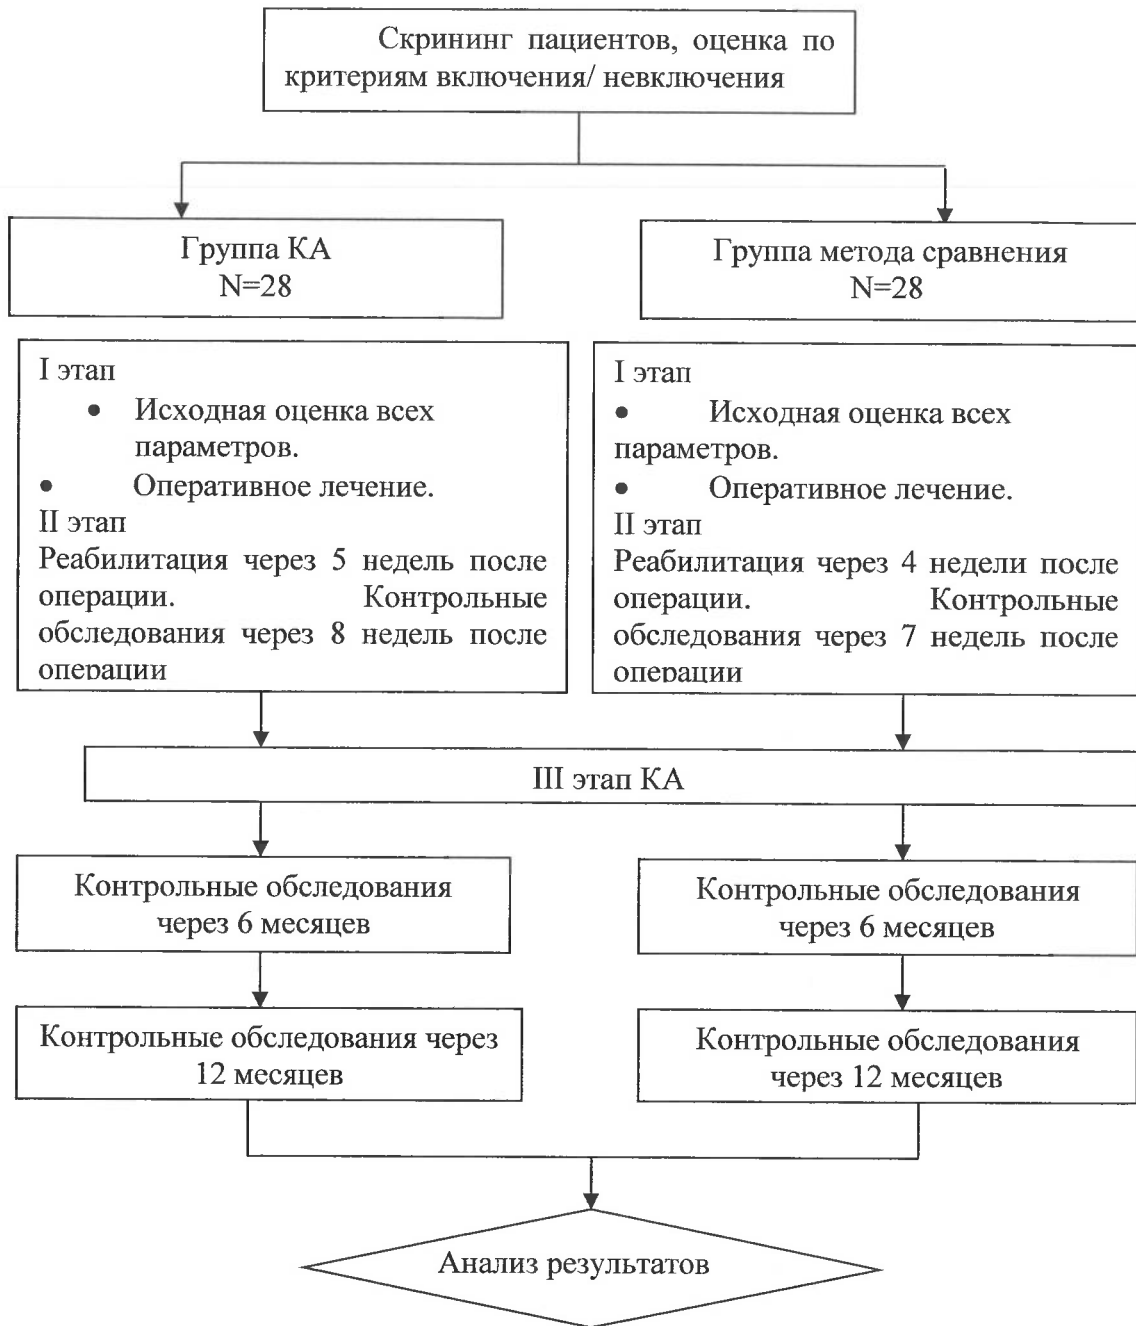 Скрининг пациентов, оценка по
критериям включения/ невключения
Группа КА
N=28
Группа метода сравнения
N=28
I этап
• Исходная оценка всех
параметров.
• Оперативное лечение.
II этап
Реабилитация через 5 недель после
операции. Контрольные
обследования через 8 недель после
операции
I этап
• Исходная оценка всех
параметров.
• Оперативное лечение.
II этап
Реабилитация через 4 недели после
операции. Контрольные
обследования через 7 недель после
операции
III этап КА
Контрольные обследования
через 6 месяцев
Контрольные обследования
через 6 месяцев
Контрольные обследования через
12 месяцев
Контрольные обследования
через 12 месяцев
Анализ результатов